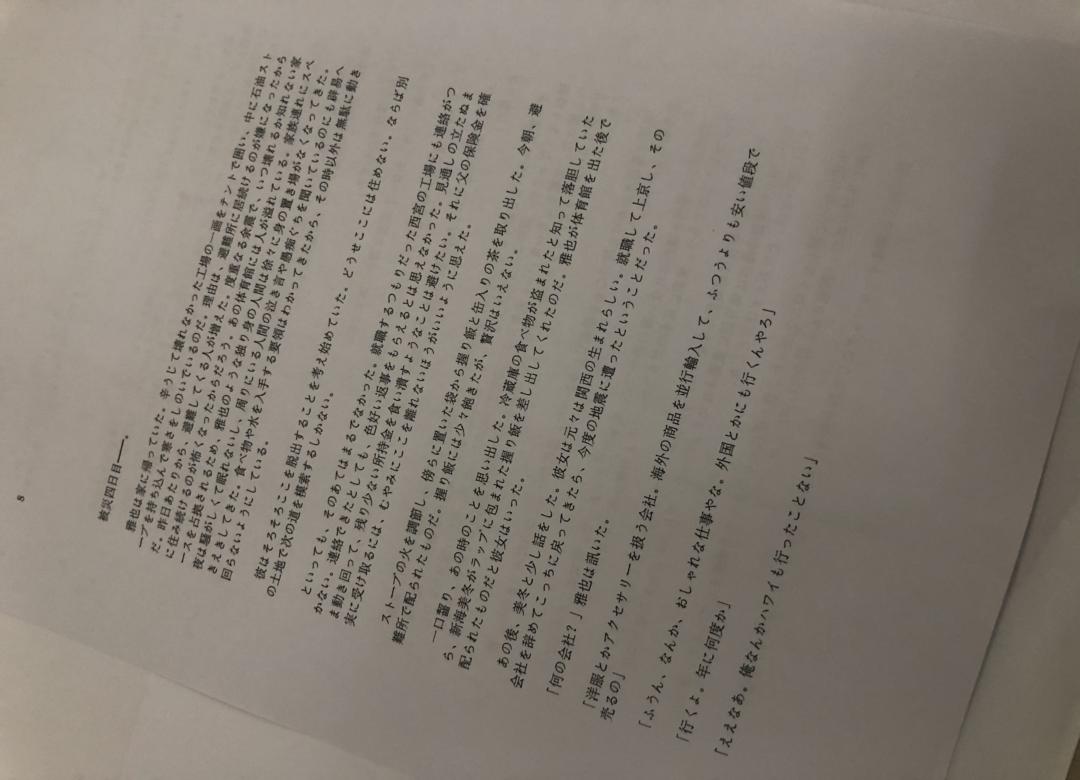 8
被災四日目――。
雅也は家に帰っていた。辛うじて壊れなかった工場の一画をテントで囲い、中に石油スト
ーブを持ち込んで寒さをしのいでいるのだ。理由は、避難所に居続けるのが嫌になったから
だ。昨日あたりから、避難してくる人が増えた。度重なる余震で、いつ壊れるか知れない家
に住み続けるのが怖くなったからだろう。あの体育館には人が溢れている。家族連れにスペ
ースを占拠されるため、雅也のような独り身の人間は徐々に身の置き場がなくなってきた。
夜は騒がしくて眠れないし、周りにいる人間の泣き言や愚痴ぐちを聞いているのにも辟易へ
きえきしてきた。食べ物や水を入手する要領はわかってきたから、その時以外は無駄に動き
回らないようにしている。
彼はそろそろここを脱出することを考え始めていた。どうせここには住めない。ならば別
の土地で次の道を模索するしかない。
といっても、そのあてはまるでなかった。就職するつもりだった西宮の工場にも連絡がつ
かない。連絡できたとしても、色好い返事をもらえるとは思えなかった。見通しの立たぬま
ま動き回って、残り少ない所持金を食い潰すようなことは避けたい。それに父の保険金を確
実に受け取るには、むやみにここを離れないほうがいいように思えた。
ストーブの火を調節し、傍らに置いた袋から握り飯と缶入りの茶を取り出した。今朝、避
難所で配られたものだ。握り飯には少々飽きたが、贅沢はいえない。
一口齧り、あの時のことを思い出した。冷蔵庫の食べ物が盗まれたと知って落胆していた
ら、新海美冬がラップに包まれた握り飯を差し出してくれたのだ。雅也が体育館を出た後で
配られたものだと彼女はいった。
あの後、美冬と少し話をした。彼女は元々は関西の生まれらしい。就職して上京し、その
会社を辞めてこっちに戻ってきたら、今度の地震に遭ったということだった。
「何の会社？」雅也は訊いた。
「洋服とかアクセサリーを扱う会社。海外の商品を並行輸入して、ふつうよりも安い値段で
売るの」
「ふうん、なんか、おしゃれな仕事やな。外国とかにも行くんやろ」
「行くよ。年に何度か」
「ええなあ。俺なんかハワイも行ったことない」